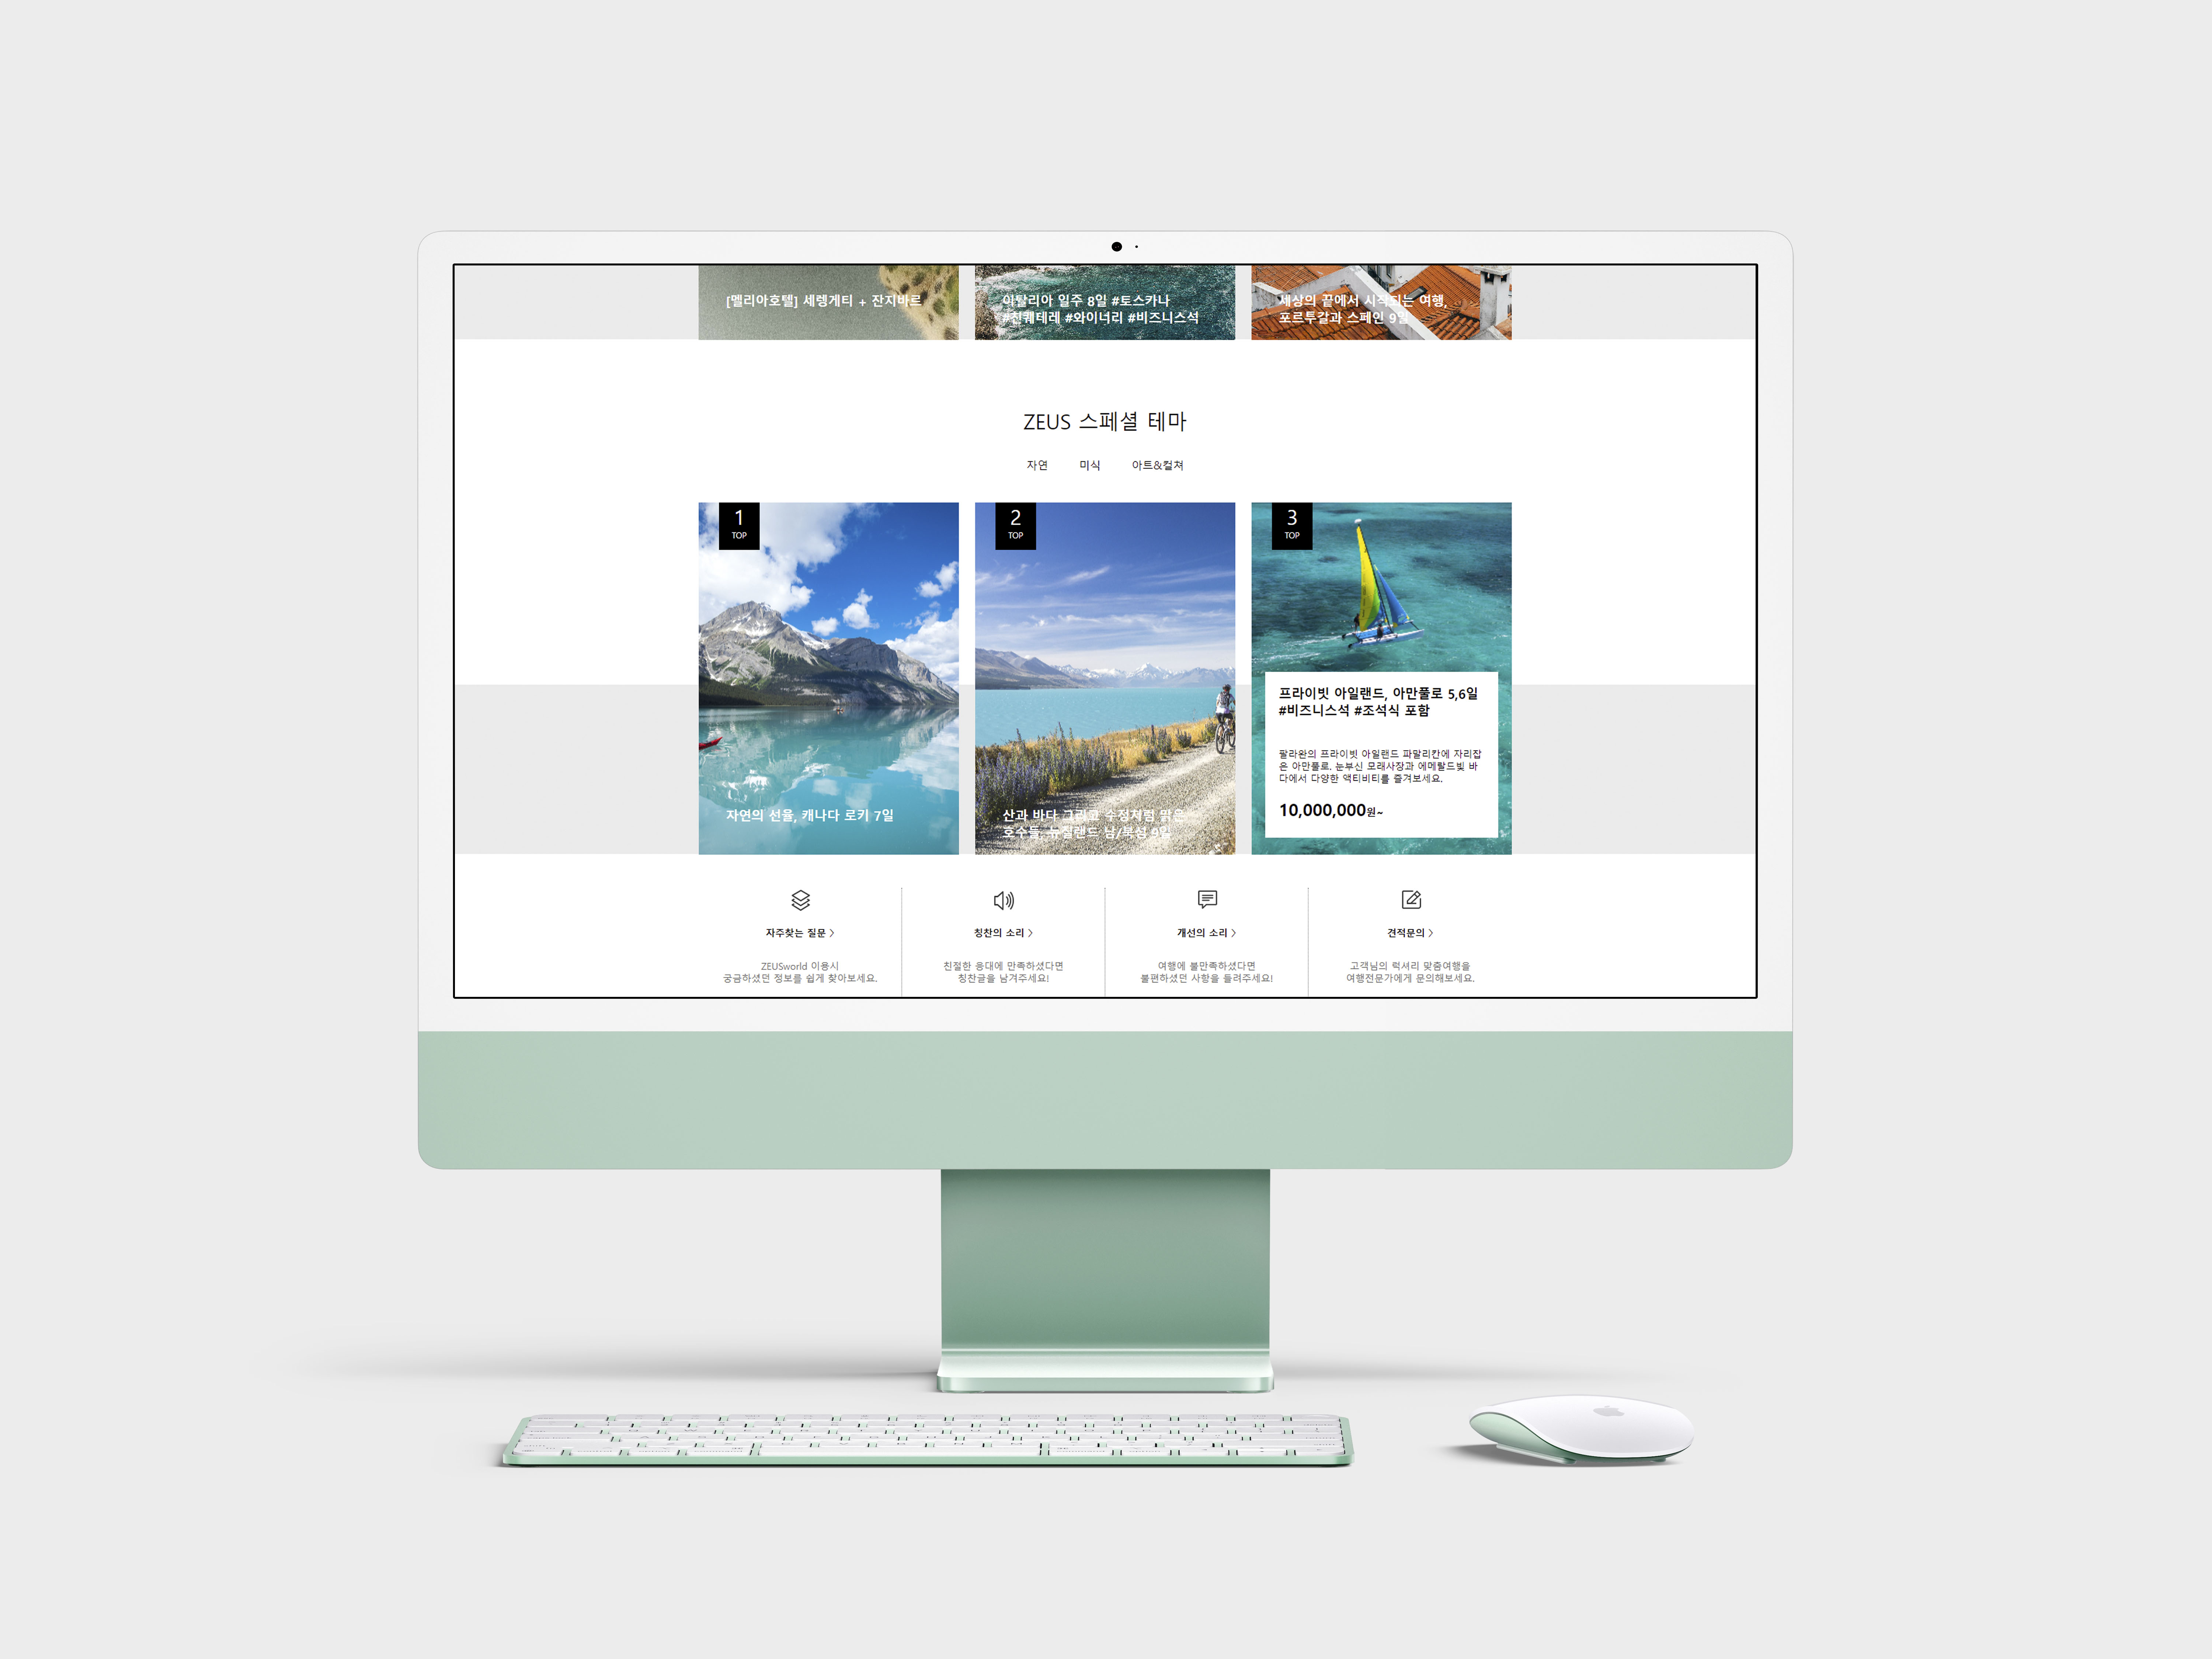 [멜리아호텔] 세렝게티 + 잔지바르
이탈리아 일주 8일 #토스카나
#친퀘테레 #와이너리 #비즈니스석
세상의 끝에서 시작되는 여행,
포르투갈과 스페인 9일
ZEUS 스페셜 테마
자연 미식 아트&컬쳐
1
TOP
자연의 선율, 캐나다 로키 7일
2
TOP
산과 바다 그리고 수정처럼 맑은
호수들, 뉴질랜드 남/북섬 9일
3
TOP
프라이빗 아일랜드, 아만풀로 5,6일
#비즈니스석 #조석식 포함
팔라완의 프라이빗 아일랜드 파말리칸에 자리잡
은 아만풀로. 눈부신 모래사장과 에메랄드빛 바
다에서 다양한 액티비티를 즐겨보세요.
10,000,000원~
자주찾는 질문 >
ZEUSworld 이용시
궁금하셨던 정보를 쉽게 찾아보세요.
칭찬의 소리 >
친절한 응대에 만족하셨다면
칭찬글을 남겨주세요!
개선의 소리 >
여행에 불만족하셨다면
불편하셨던 사항을 들려주세요!
견적문의 >
고객님의 럭셔리 맞춤여행을
여행전문가에게 문의해보세요.